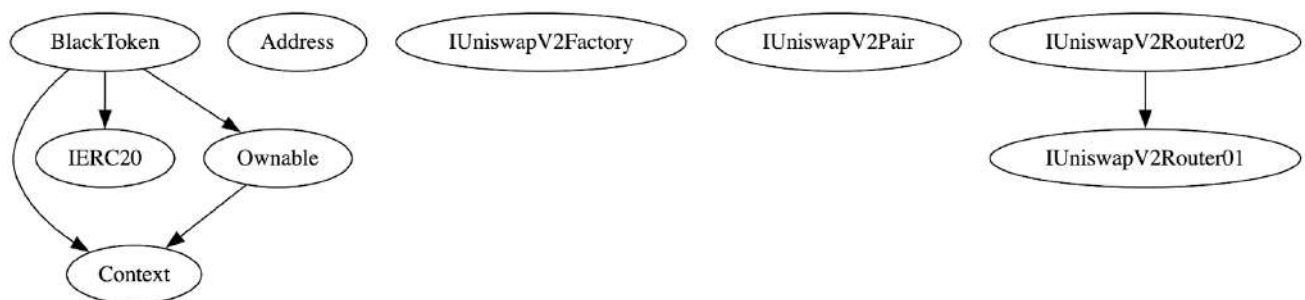 BlackToken
Address
IUniswapV2Factory
IUniswapV2Pair
IUniswapV2Router02
IERC20
Ownable
IUniswapV2Router01
Context